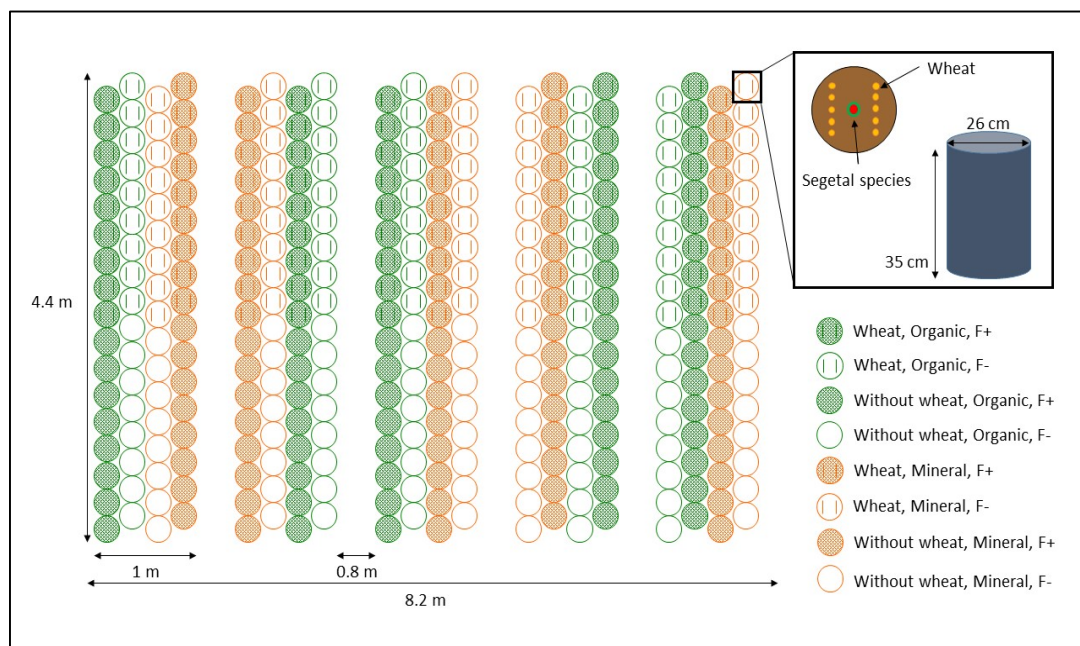 Wheat
26 cm
Segetal species
35 cm
4.4 m
1 m
0.8 m
8.2 m
Wheat, Organic, F+
Wheat, Organic, F-
Without wheat, Organic, F+
Without wheat, Organic, F-
Wheat, Mineral, F+
Wheat, Mineral, F-
Without wheat, Mineral, F+
Without wheat, Mineral, F-